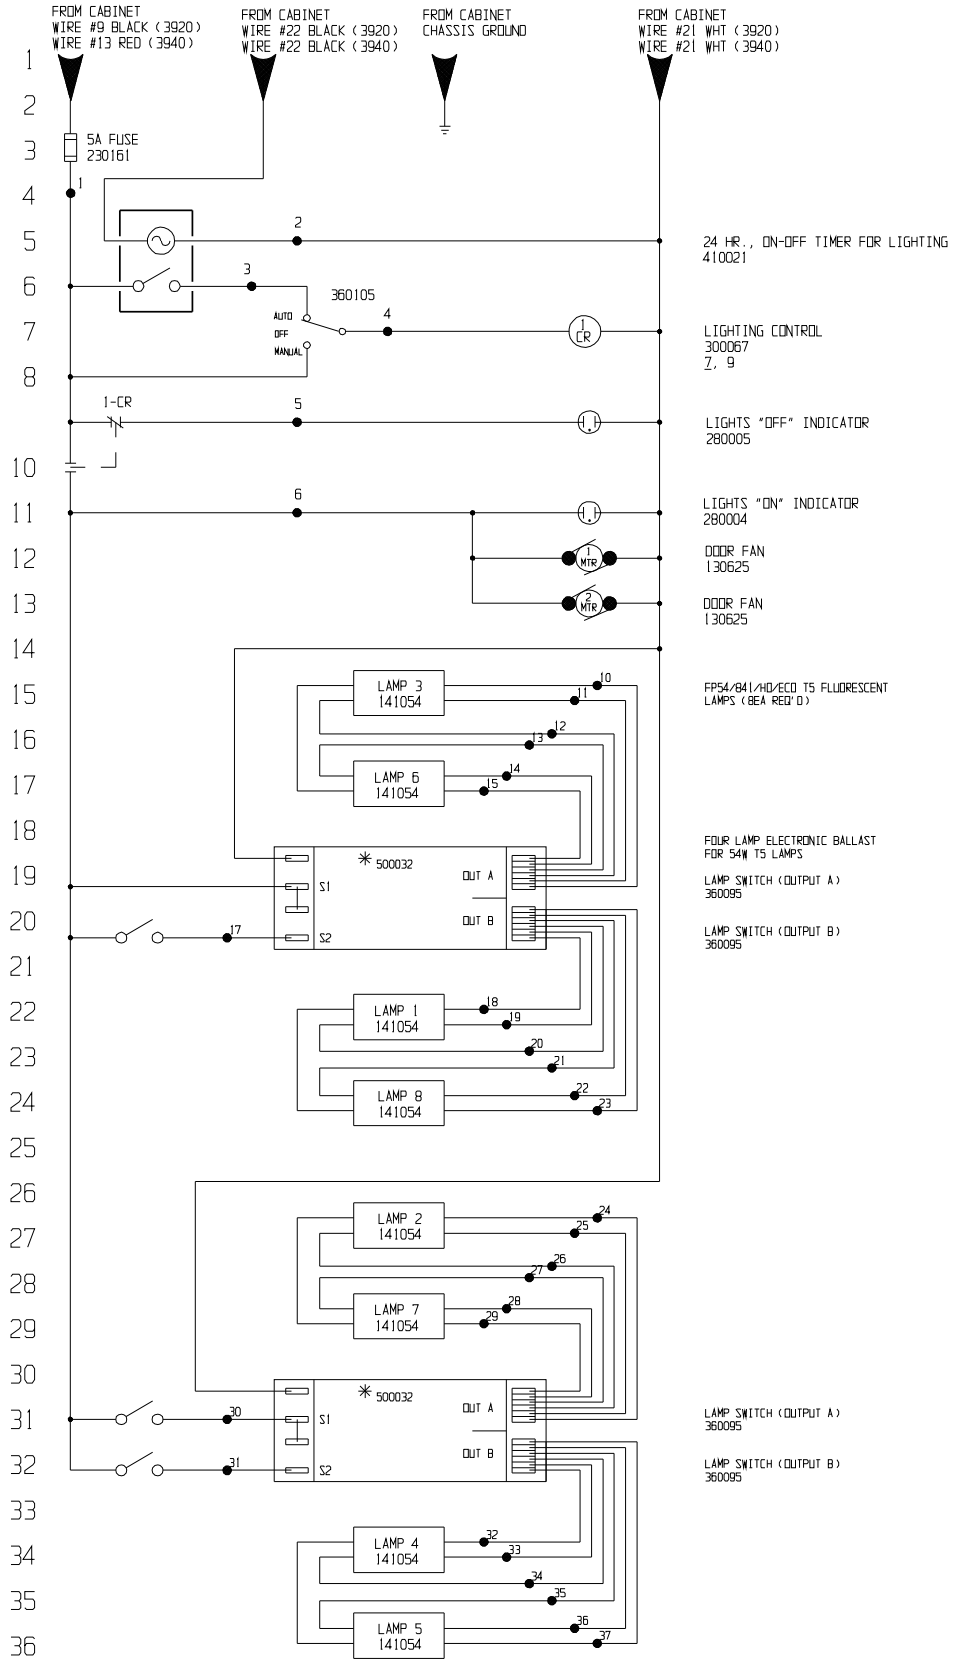 FROM CABINET
WIRE #9 BLACK (3920)
WIRE #13 RED (3940)
FROM CABINET
WIRE #22 BLACK (3920)
WIRE #22 BLACK (3940)
FROM CABINET
CHASSIS GROUND
FROM CABINET
WIRE #21 WHT (3920)
WIRE #21 WHT (3940)
1
2
3
5A FUSE
230161
4
1
5
2
24 HR., ON-OFF TIMER FOR LIGHTING
410021
6
3
360105
7
AUTO
OFF
MANUAL
4
1
CR
LIGHTING CONTROL
300067
7, 9
8
1-CR
5
LIGHTS "OFF" INDICATOR
280005
10
11
6
LIGHTS "ON" INDICATOR
280004
12
1
MTR
DOOR FAN
130625
13
2
MTR
DOOR FAN
130625
14
15
LAMP 3
141054
10
11
FP54/841/HO/ECO T5 FLUORESCENT
LAMPS (8EA REQ'D)
16
12
13
17
LAMP 6
141054
14
15
18
FOUR LAMP ELECTRONIC BALLAST
FOR 54W T5 LAMPS
19
500032
S1
OUT A
LAMP SWITCH (OUTPUT A)
360095
20
17
S2
OUT B
LAMP SWITCH (OUTPUT B)
360095
21
22
LAMP 1
141054
18
19
23
20
21
24
LAMP 8
141054
22
23
25
26
27
LAMP 2
141054
24
25
28
26
27
29
LAMP 7
141054
28
29
30
31
30
500032
S1
OUT A
LAMP SWITCH (OUTPUT A)
360095
32
31
S2
OUT B
LAMP SWITCH (OUTPUT B)
360095
33
34
LAMP 4
141054
32
33
35
34
35
36
LAMP 5
141054
36
37